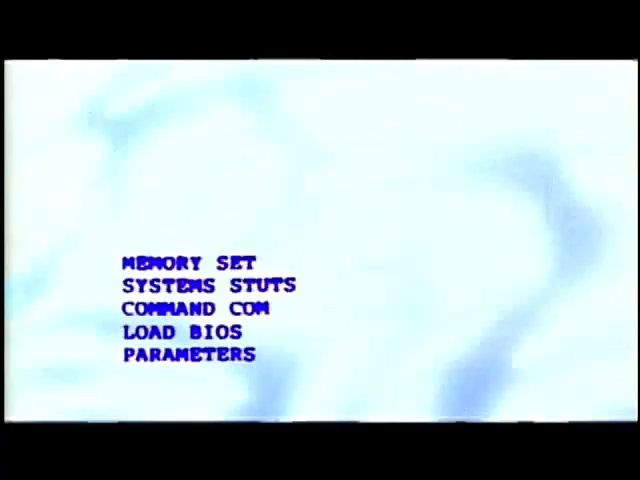 MEMORY SET
SYSTEMS STUTS
COMMAND COM
LOAD BIOS
PARAMETERS